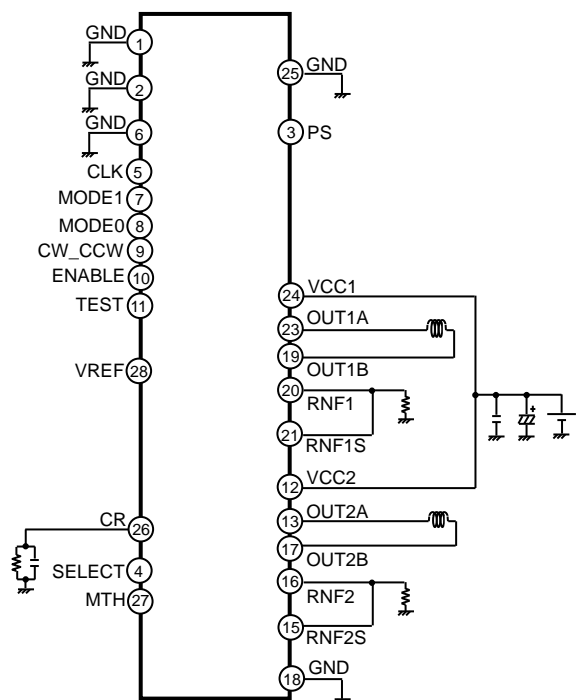 GND
1
GND
2
GND
6
CLK
5
MODE1
7
MODE0
8
CW_CCW
9
ENABLE
10
TEST
11
VREF
28
CR
26
SELECT
4
MTH
27
25
GND
3
PS
24
VCC1
23
OUT1A
19
OUT1B
20
RNF1
21
RNF1S
12
VCC2
13
OUT2A
17
OUT2B
16
RNF2
15
RNF2S
18
GND
+